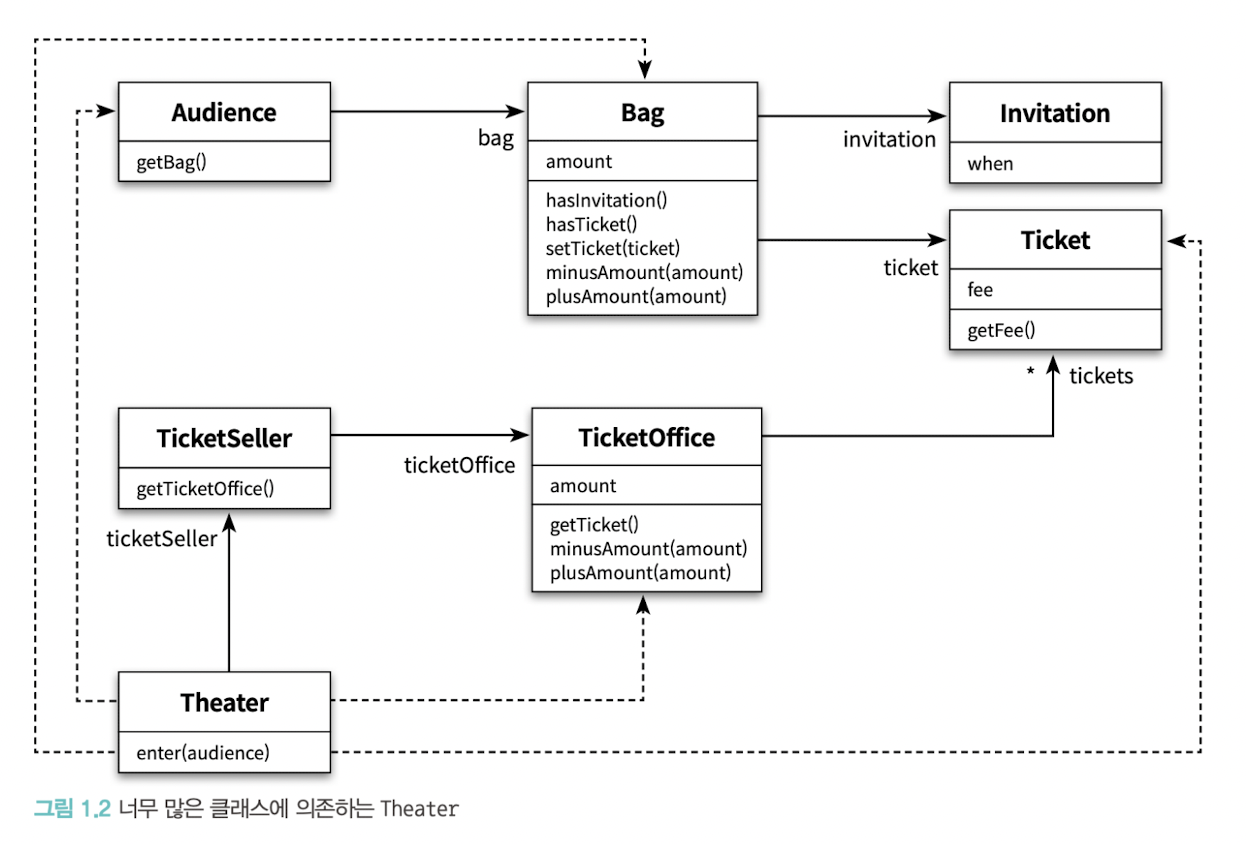 Audience
getBag()
bag
Bag
amount
hasInvitation()
hasTicket()
setTicket(ticket)
minusAmount(amount)
plusAmount(amount)
invitation
Invitation
when
ticket
Ticket
fee
getFee()
* tickets
TicketSeller
getTicketOffice()
ticketOffice
TicketOffice
amount
getTicket()
minusAmount(amount)
plusAmount(amount)
ticketSeller
Theater
enter(audience)
그림 1.2 너무 많은 클래스에 의존하는 Theater